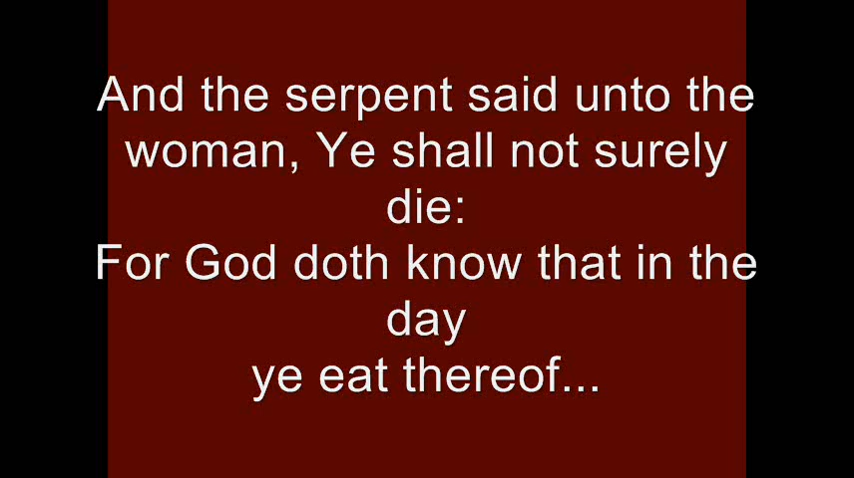 And the serpent said unto the
woman, Ye shall not surely
die:
For God doth know that in the
day
ye eat thereof...